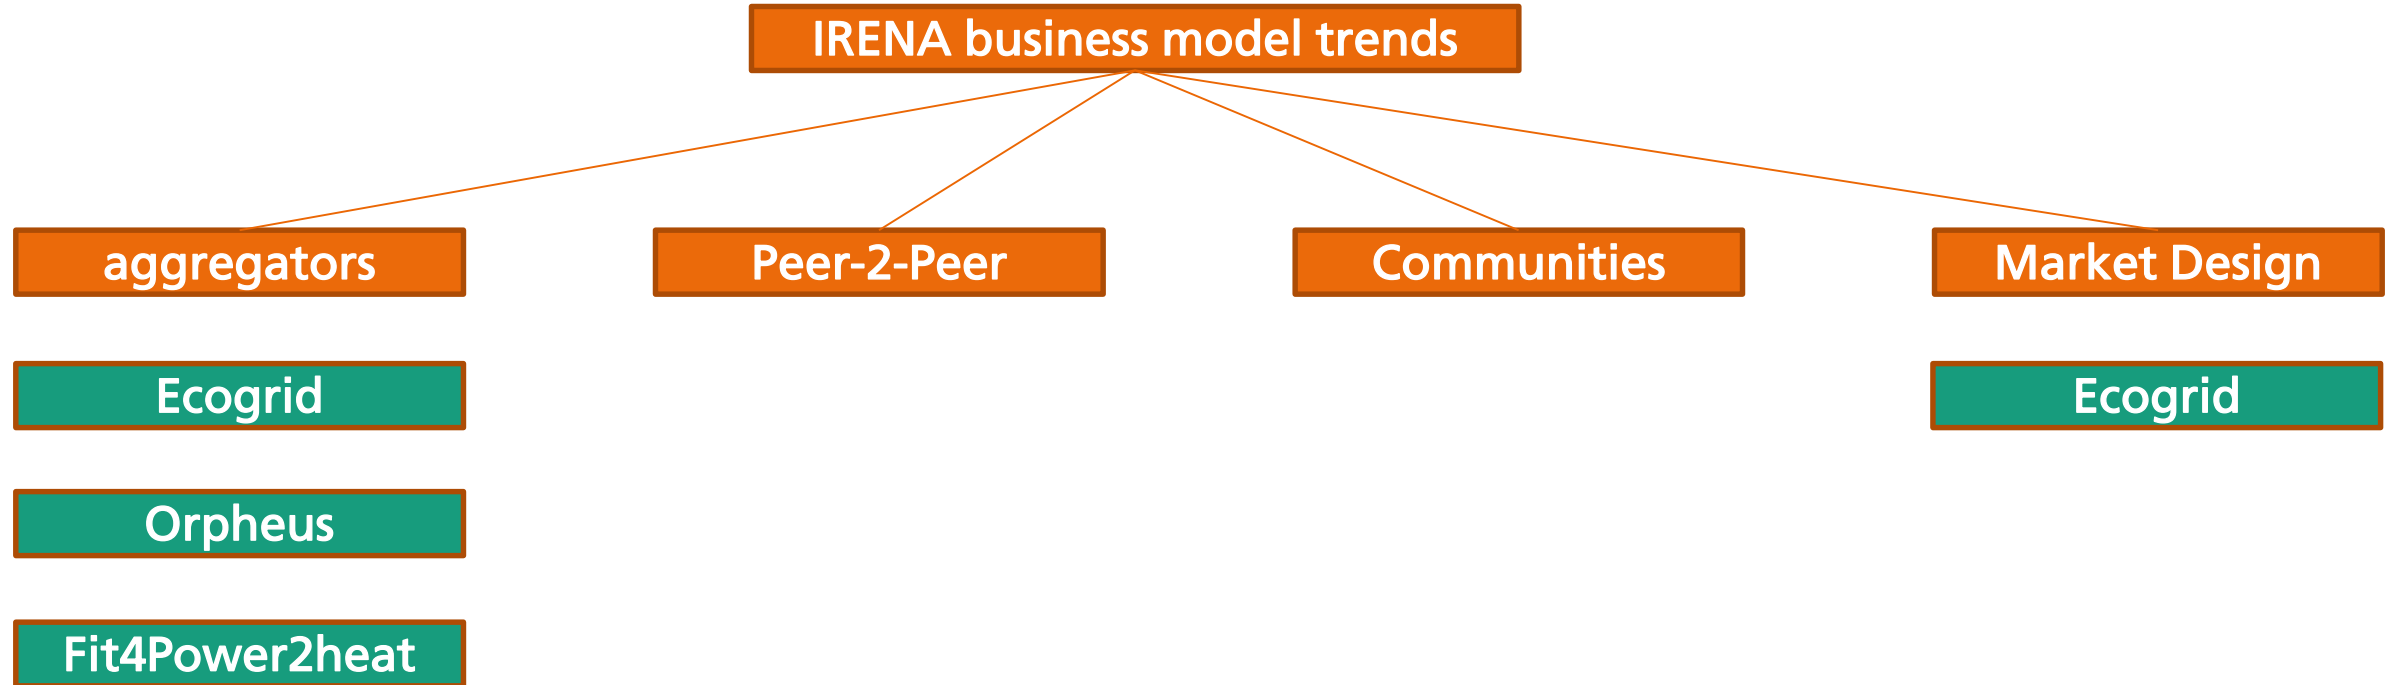 IRENA business model trends
aggregators
Peer-2-Peer
Communities
Market Design
Ecogrid
Ecogrid
Orpheus
Fit4Power2heat